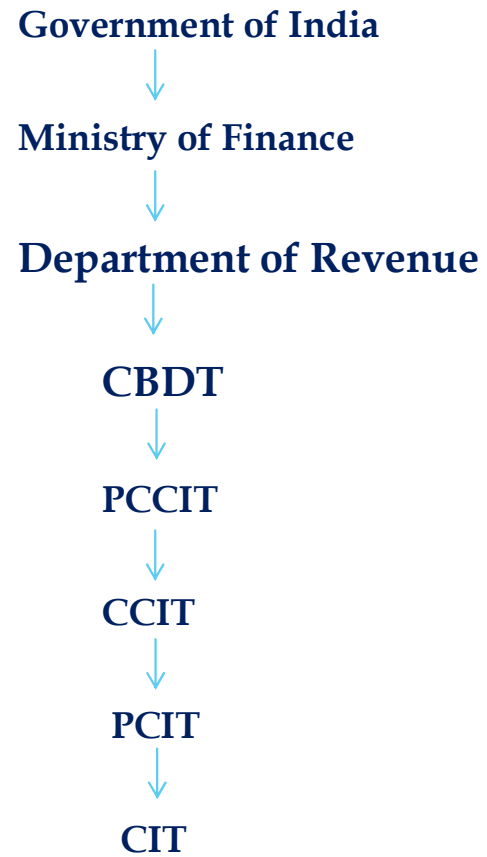 Government of India
Ministry of Finance
Department of Revenue
CBDT
PCCIT
CCIT
PCIT
CIT